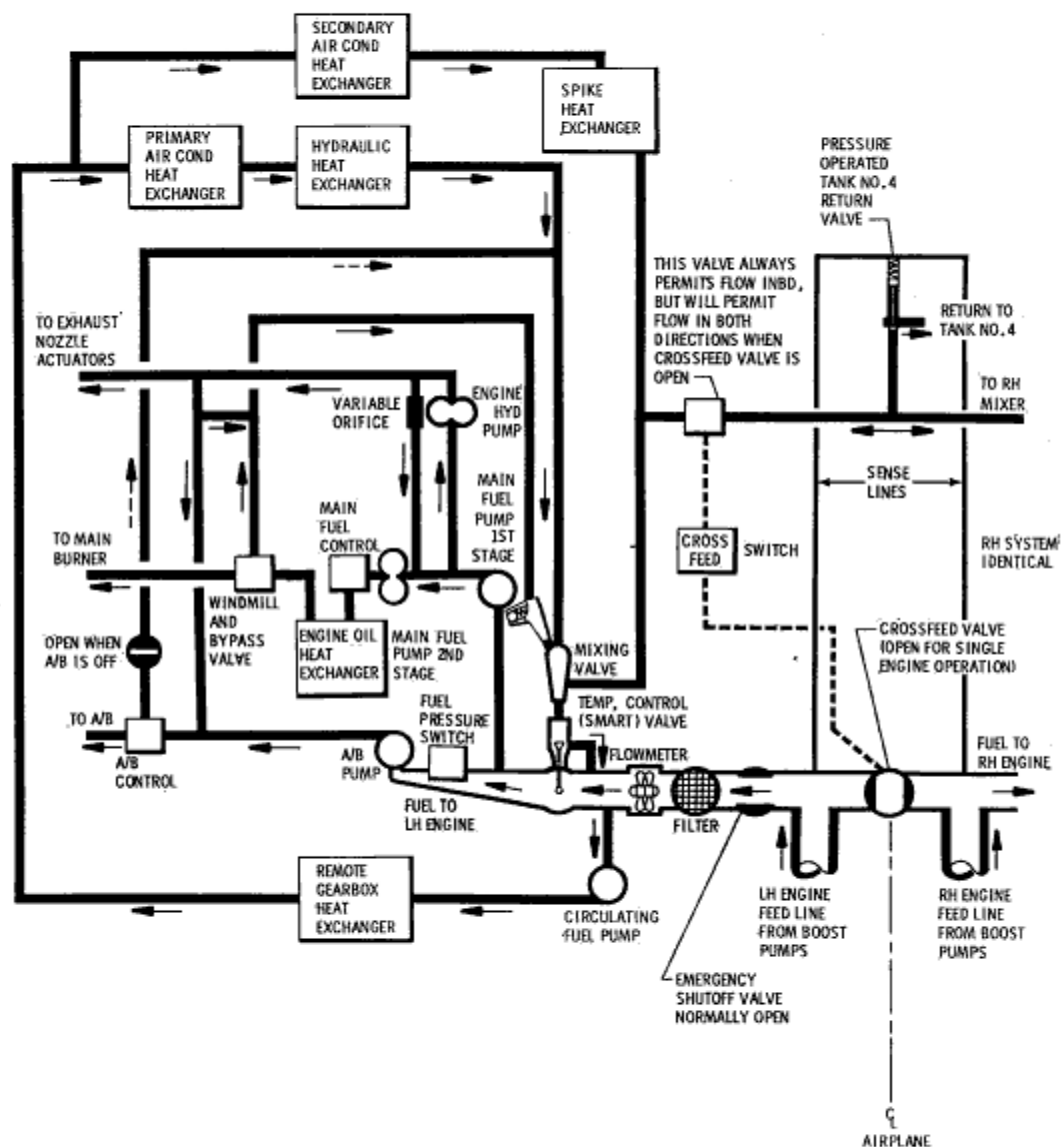 SECONDARY
AIR COND
HEAT
EXCHANGER
SPIKE
HEAT
EXCHANGER
PRIMARY
AIR COND
HEAT
EXCHANGER
HYDRAULIC
HEAT
EXCHANGER
PRESSURE
OPERATED
TANK NO. 4
RETURN
VALVE
THIS VALVE ALWAYS
PERMITS FLOW INBD,
BUT WILL PERMIT
FLOW IN BOTH
DIRECTIONS WHEN
CROSSFEED VALVE IS
OPEN
RETURN TO
TANK NO. 4
TO EXHAUST
NOZZLE
ACTUATORS
VARIABLE
ORIFICE
ENGINE
HYD
PUMP
TO RH
MIXER
SENSE
LINES
MAIN
FUEL
PUMP
1ST
STAGE
MAIN
FUEL
CONTROL
CROSS
FEED
SWITCH
RH SYSTEM
IDENTICAL
TO MAIN
BURNER
WINDMILL
AND
BYPASS
VALVE
OPEN WHEN
A/B IS OFF
ENGINE OIL
HEAT
EXCHANGER
MAIN FUEL
PUMP 2ND
STAGE
MIXING
VALVE
CROSSFEED VALVE
(OPEN FOR SINGLE
ENGINE OPERATION)
TEMP. CONTROL
(SMART) VALVE
FUEL
PRESSURE
SWITCH
TO A/B
A/B
CONTROL
A/B
PUMP
FLOWMETER
FUEL TO
RH ENGINE
FUEL TO
LH ENGINE
FILTER
REMOTE
GEARBOX
HEAT
EXCHANGER
CIRCULATING
FUEL PUMP
LH ENGINE
FEED LINE
FROM BOOST
PUMPS
RH ENGINE
FEED LINE
FROM BOOST
PUMPS
EMERGENCY
SHUTOFF VALVE
NORMALLY OPEN
℄
AIRPLANE